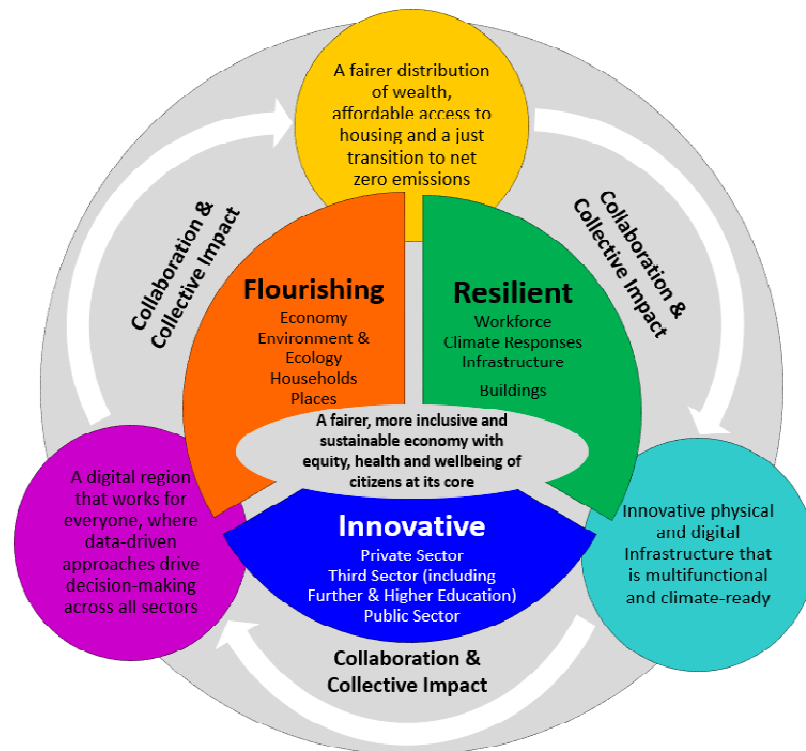 A fairer distribution
of wealth,
affordable access to
housing and a just
transition to net
zero emissions
Collaboration &
Collective Impact
Collaboration &
Collective Impact
Flourishing
Economy
Environment &
Ecology
Households
Places
Resilient
Workforce
Climate Responses
Infrastructure
Buildings
A fairer, more inclusive and
sustainable economy with
equity, health and wellbeing of
citizens at its core
A digital region
that works for
everyone, where
data-driven
approaches drive
decision-making
across all sectors
Innovative
Private Sector
Third Sector (including
Further & Higher Education)
Public Sector
Innovative physical
and digital
Infrastructure that
is multifunctional
and climate-ready
Collaboration &
Collective Impact